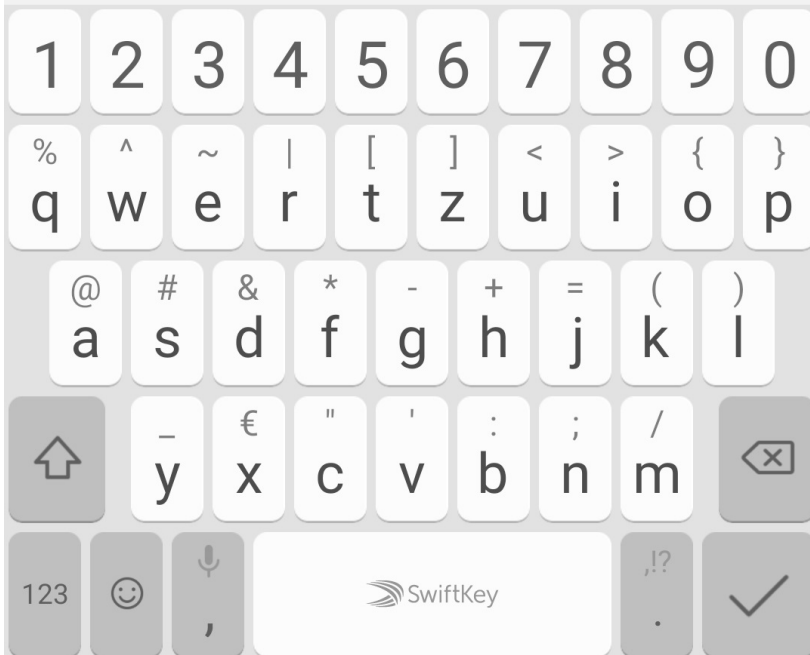 1 2 3 4 5 6 7 8 9 0
% ^ ~ | [ ] < > { }
q w e r t z u i o p
@ # & * - + = ( )
a s d f g h j k l
_ € " ' : ; /
y x c v b n m
,!?
123 , SwiftKey .